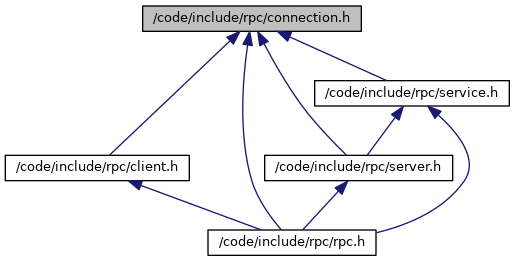 /code/include/rpc/connection.h
/code/include/rpc/service.h
/code/include/rpc/client.h
/code/include/rpc/server.h
/code/include/rpc/rpc.h